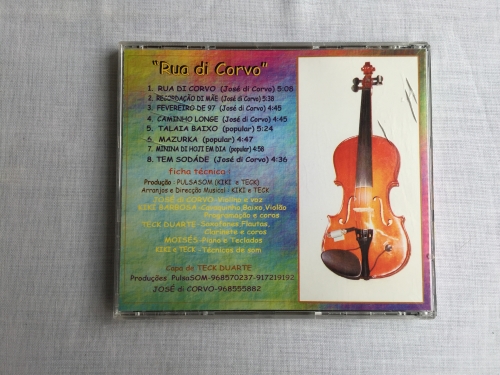 "Rua di Corvo"
1. RUA DI CORVO (José di Corvo) 5:06
2. RECORDAÇÃO DI MÃE (José di Corvo) 5:38
3. FEVEREIRO DE 97 (José di Corvo) 4:45
4. CAMINHO LONGE (José di Corvo) 4:45
5. TALAIA BAIXO (popular) 5:24
6. MAZURKA (popular) 4:47
7. MININA DI HOJI EM DIA (popular) 4:58
8. TEM SODÁDE (José di Corvo) 4:36
ficha técnica
Produção : PULSASOM (KIKI e TECK)
Arranjos e Direcção Musical : KIKI e TECK
JOSÉ di CORVO-Violino e voz
KIKI BARBOSA-Cavaquinho,Baixo,Violão
Programação e coros
TECK DUARTE-Saxofones,Flautas,
Clarinete e coros
MOISÉS-Piano e Teclados
KIKI e TECK-Técnicos de som
Capa de TECK DUARTE
Produções PulsaSOM-968570237-917219192
JOSÉ di CORVO-968555882